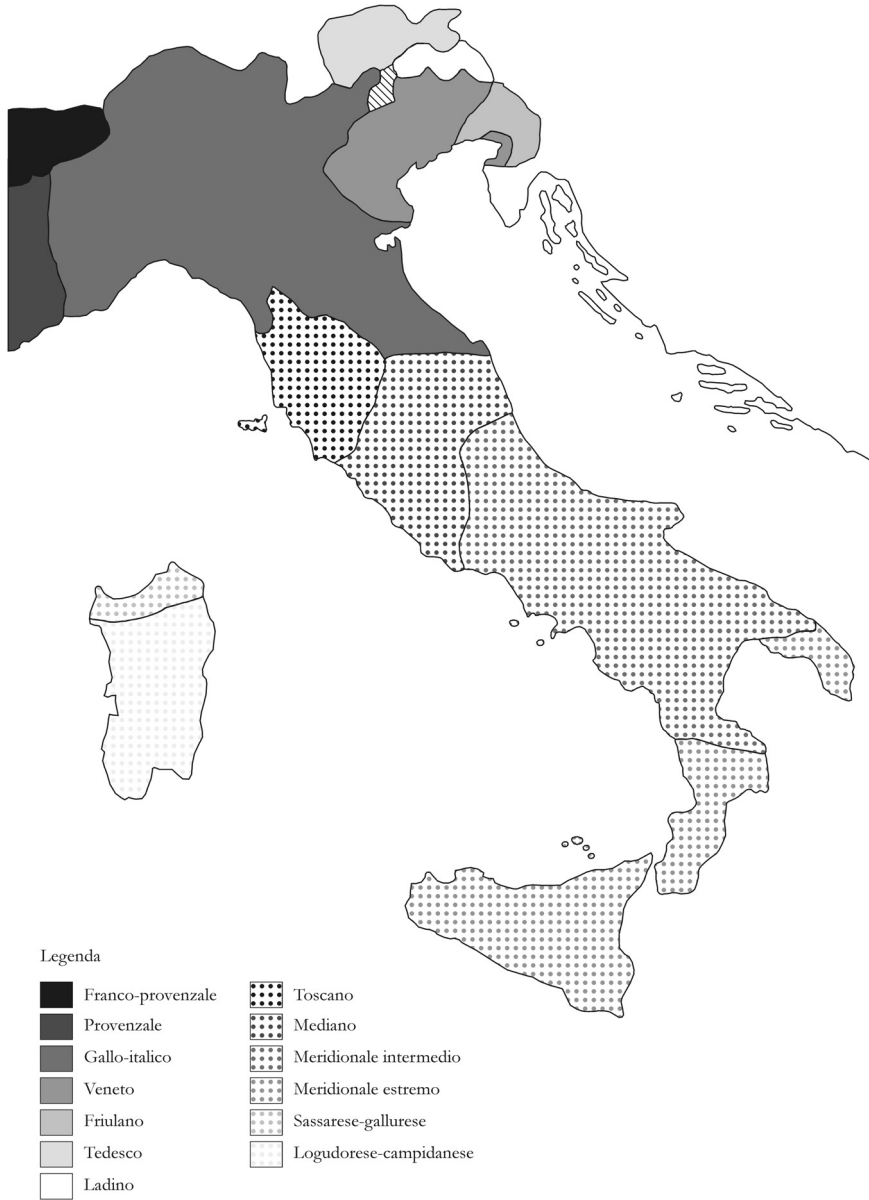 Legenda
Franco-provenzale
Provenzale
Gallo-italico
Veneto
Friulano
Tedesco
Ladino
Toscano
Mediano
Meridionale intermedio
Meridionale estremo
Sassarese-gallurese
Logudorese-campidanese